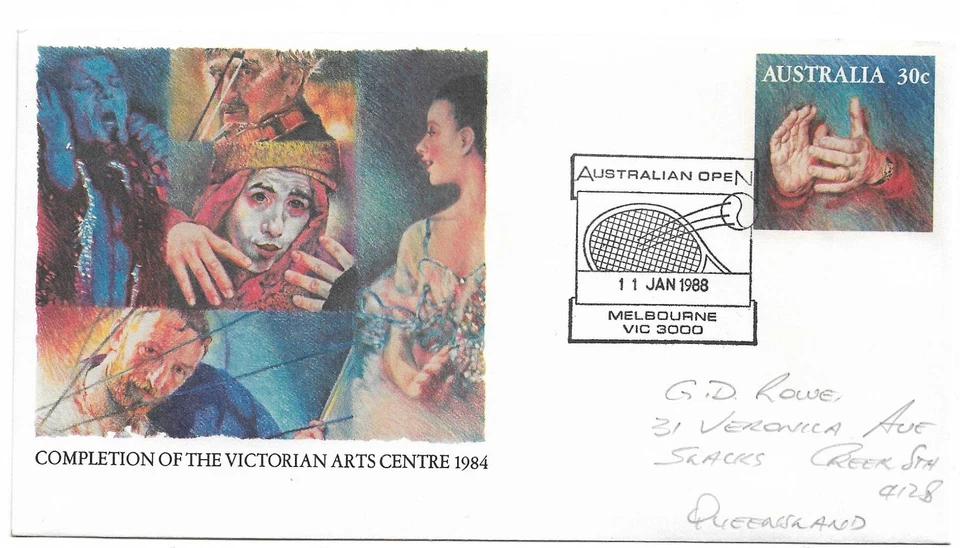 AUSTRALIA 30c
AUSTRALIAN OPEN
11 JAN 1988
MELBOURNE
VIC 3000
G.D. ROWE.
31 VERONICA AVE
SLACKS CREEK STH
4128
QUEENSLAND
COMPLETION OF THE VICTORIAN ARTS CENTRE 1984